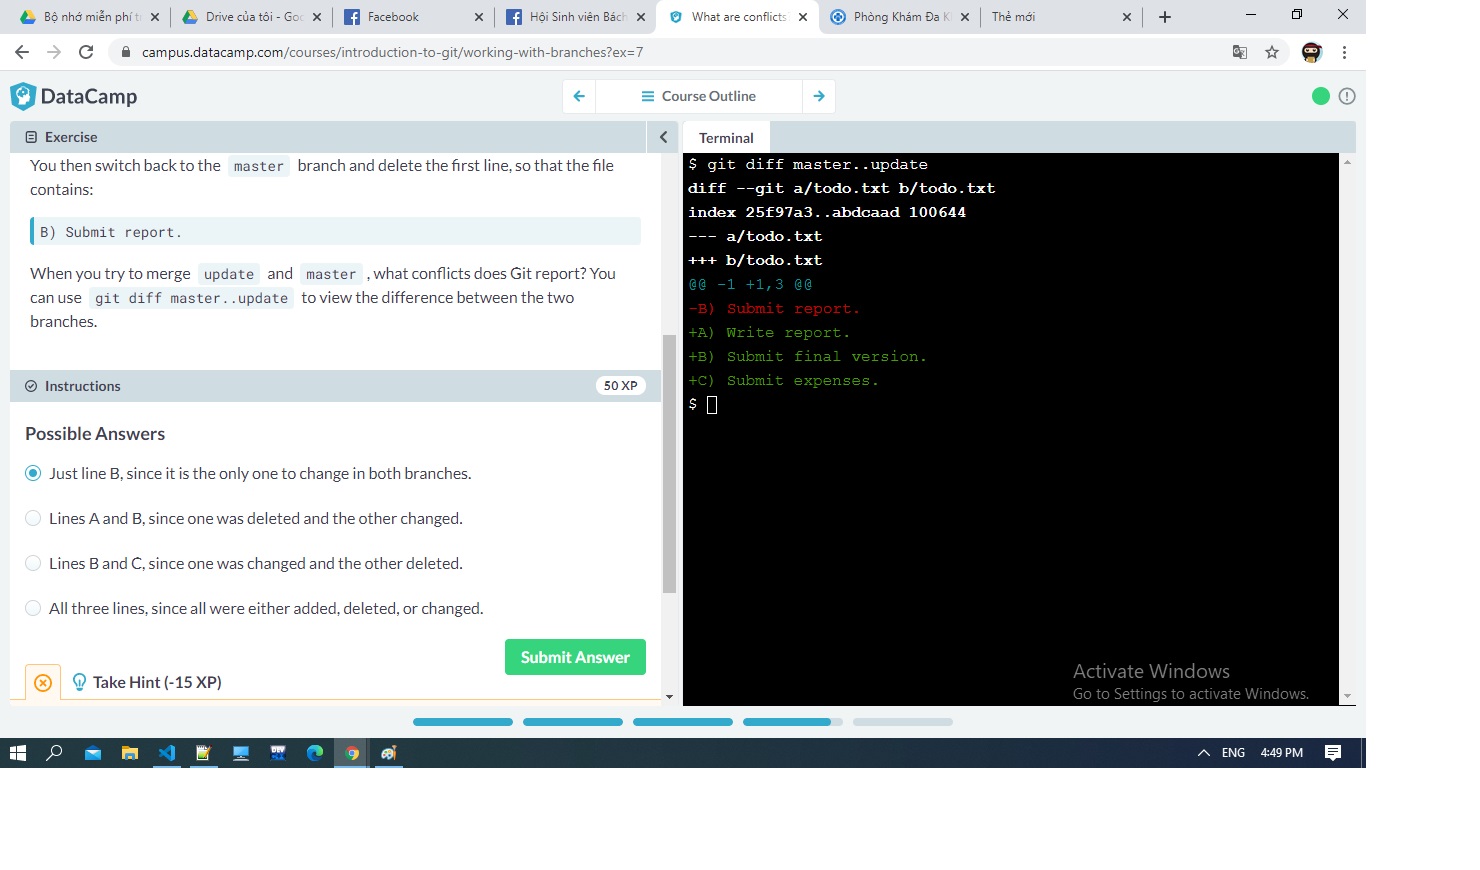 Bộ nhớ miễn phí t
Drive của tôi - Goo
Facebook
Hội Sinh viên Bách
What are conflicts
Phòng Khám Đa K
Thẻ mới
campus.datacamp.com/courses/introduction-to-git/working-with-branches?ex=7
DataCamp
Course Outline
Exercise
You then switch back to the master branch and delete the first line, so that the file
contains:
B) Submit report.
When you try to merge update and master , what conflicts does Git report? You
can use git diff master..update to view the difference between the two
branches.
Instructions
50 XP
Possible Answers
Just line B, since it is the only one to change in both branches.
Lines A and B, since one was deleted and the other changed.
Lines B and C, since one was changed and the other deleted.
All three lines, since all were either added, deleted, or changed.
Submit Answer
Take Hint (-15 XP)
Terminal
$ git diff master..update
diff --git a/todo.txt b/todo.txt
index 25f97a3..abdcaad 100644
--- a/todo.txt
+++ b/todo.txt
@@ -1 +1,3 @@
-B) Submit report.
+A) Write report.
+B) Submit final version.
+C) Submit expenses.
$
Activate Windows
Go to Settings to activate Windows.
DEV
ENG
4:49 PM